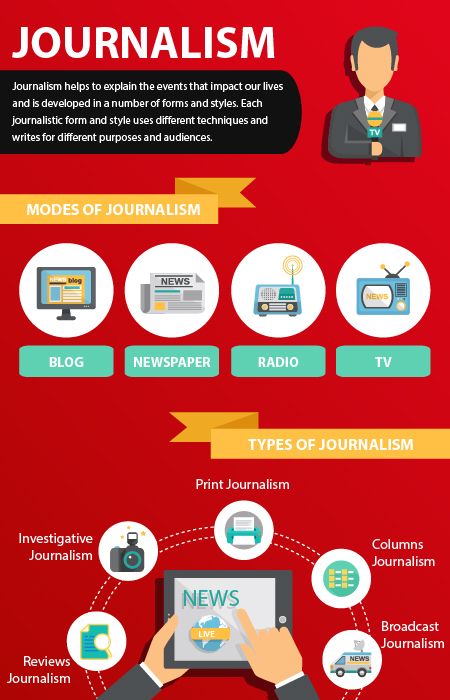 JOURNALISM
Journalism helps to explain the events that impact our lives
and is developed in a number of forms and styles. Each
journalistic form and style uses different techniques and
writes for different purposes and audiences.
TV
MODES OF JOURNALISM
NEWS blog
NEWS
NEWS
BLOG
NEWSPAPER
RADIO
TV
TYPES OF JOURNALISM
Print Journalism
Investigative
Journalism
Columns
Journalism
NEWS
LIVE
Broadcast
Journalism
NEWS
Reviews
Journalism